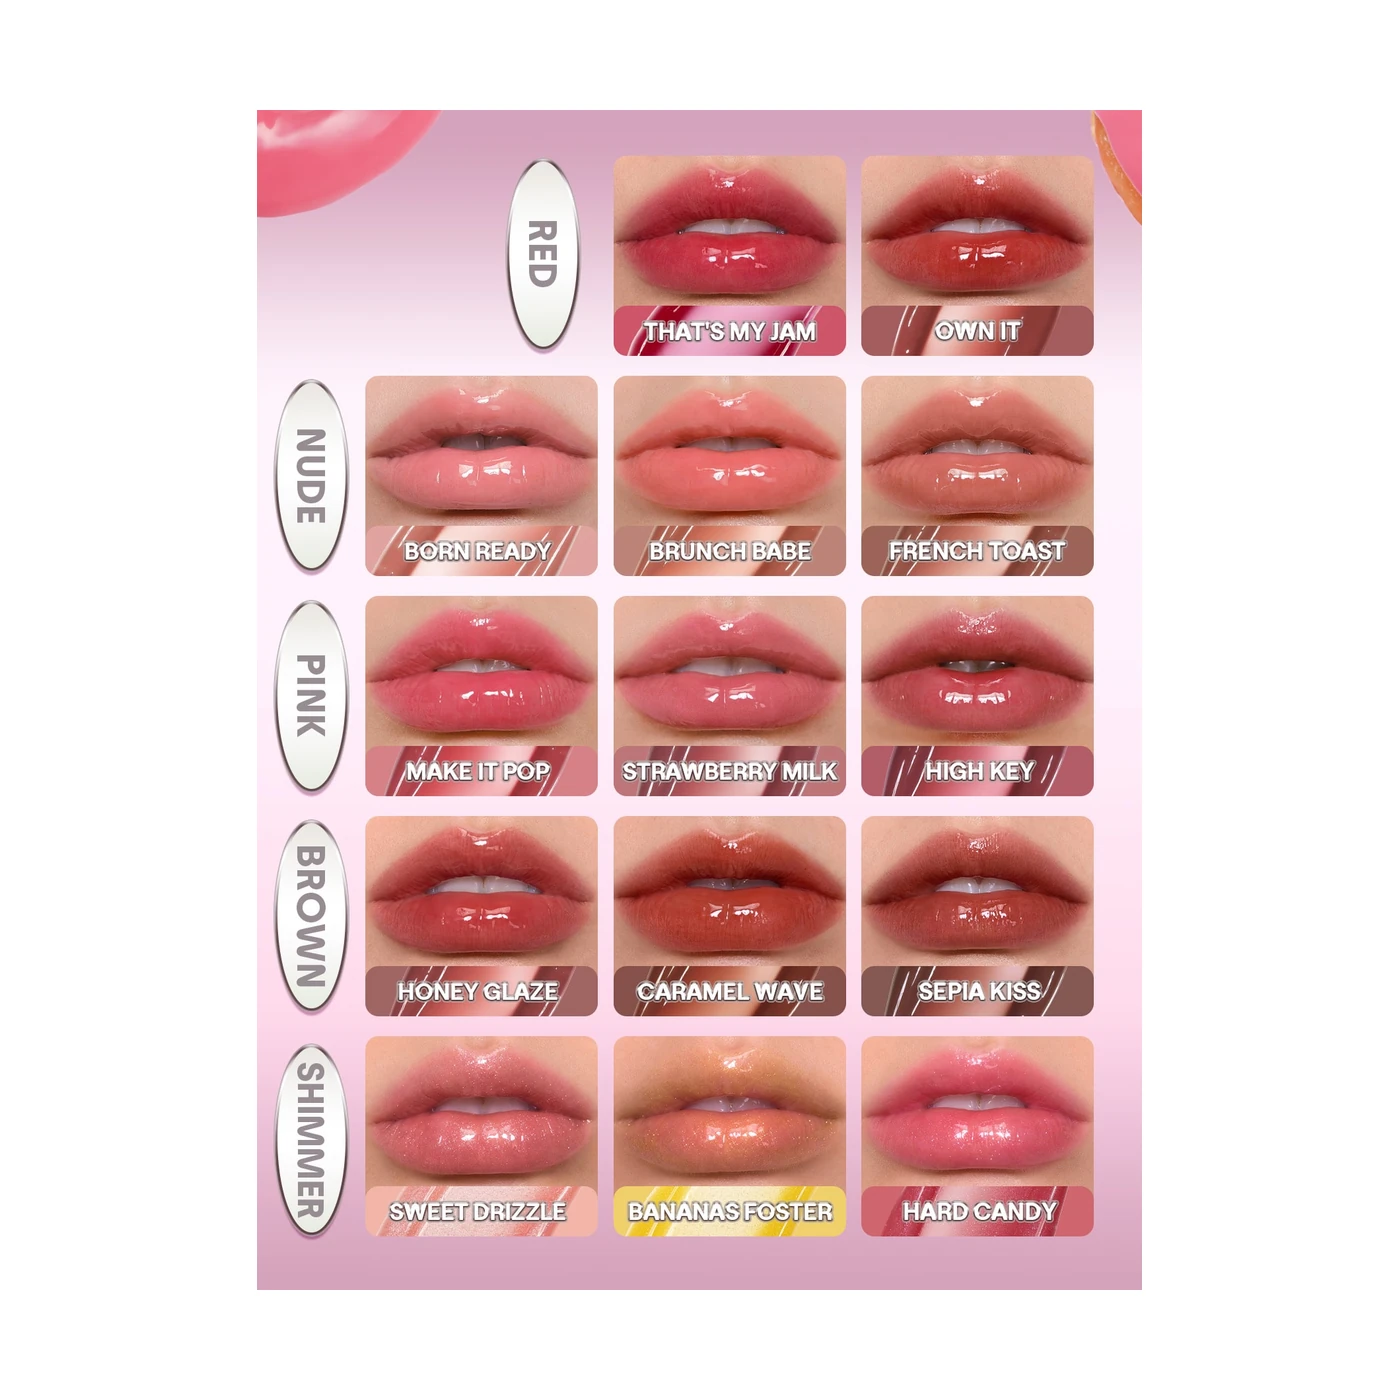 RED
THAT'S MY JAM
OWN IT
NUDE
BORN READY
BRUNCH BABE
FRENCH TOAST
PINK
MAKE IT POP
STRAWBERRY MILK
HIGH KEY
BROWN
HONEY GLAZE
CARAMEL WAVE
SEPIA KISS
SHIMMER
SWEET DRIZZLE
BANANAS FOSTER
HARD CANDY